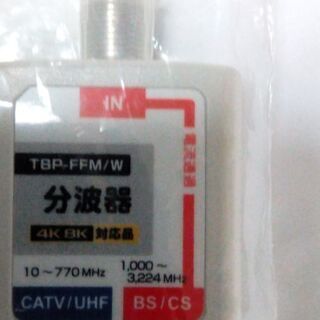 IN
TBP-FFM/W
分波器
4K 8K 対応品
10～770MHz
1,000～
3,224MHz
CATV/UHF
BS/CS